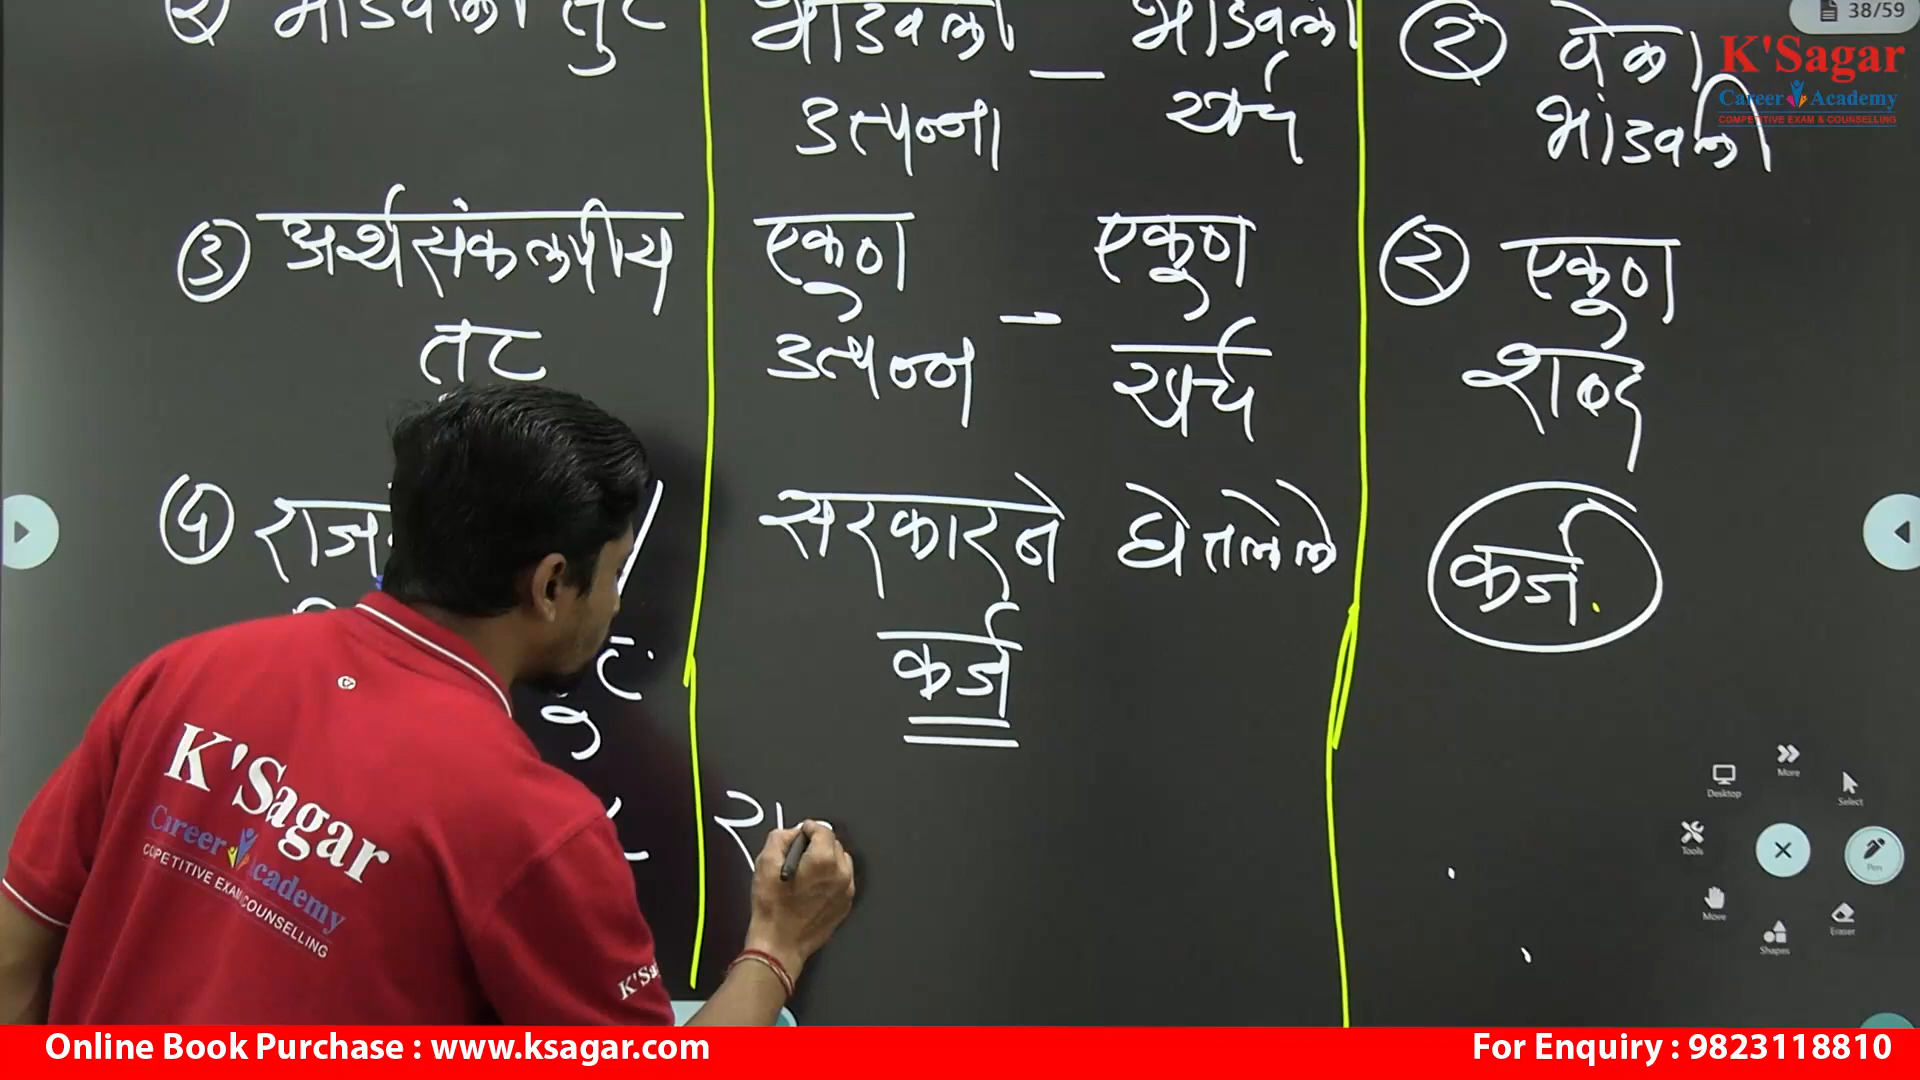 २) भांडवली तुट
भांडवली – भांडवली
उत्पन्ना खर्च
२ वेळा
भांडवली
३ अर्थसंकल्पीय
तुट
एकूण – एकूण
उत्पन्न खर्च
२ एकूण
शब्द
सरकारने घेतलेले
कर्ज
कर्ज.
38/59
K'Sagar
Career Academy
COMPETITIVE EXAM & COUNSELLING
K'Sagar
Career Academy
COMPETITIVE EXAM & COUNSELLING
Desktop
More
Select
Tools
Pen
Move
Shapes
Eraser
Online Book Purchase : www.ksagar.com
For Enquiry : 9823118810